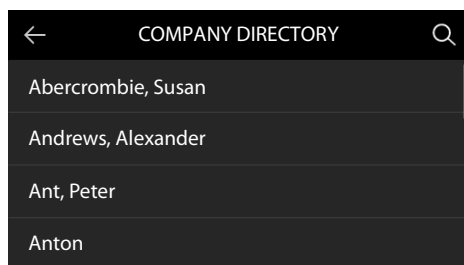 COMPANY DIRECTORY
Abercrombie, Susan
Andrews, Alexander
Ant, Peter
Anton